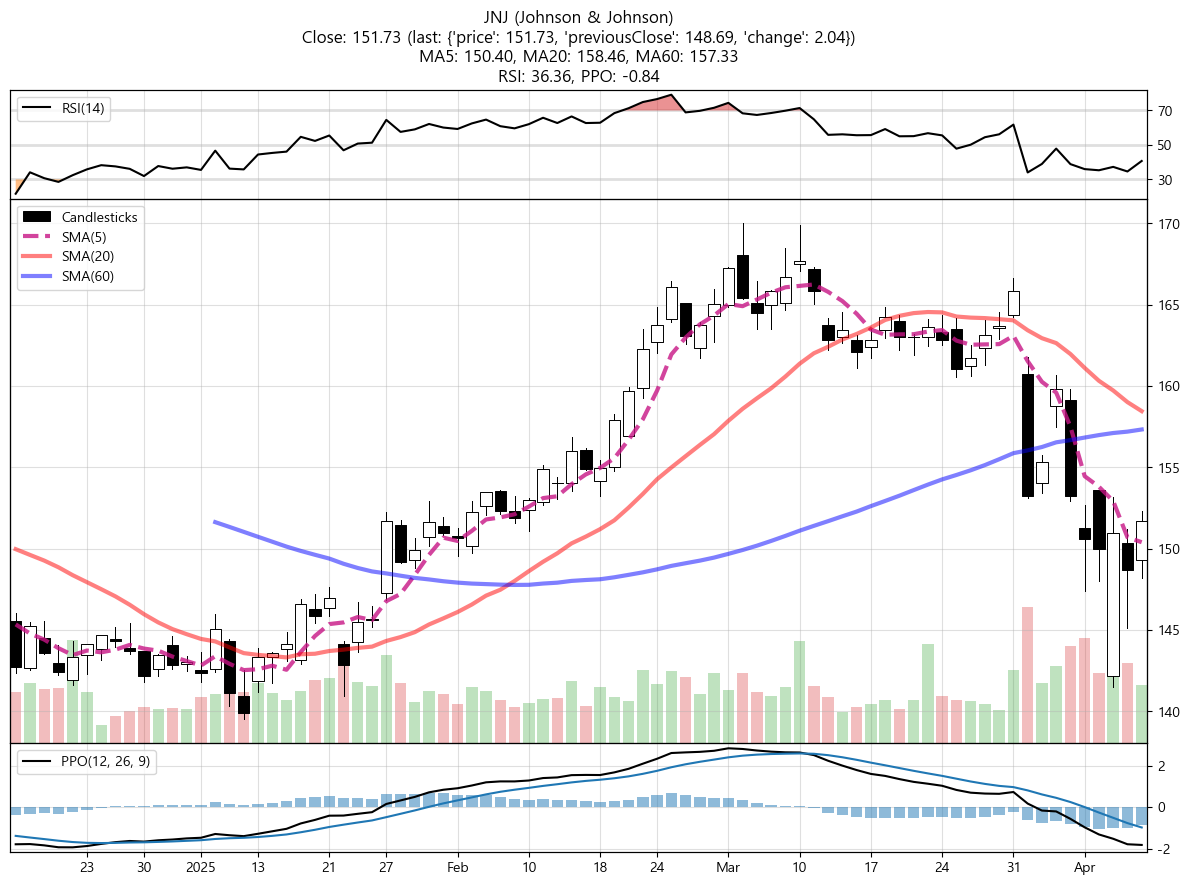 JNJ (Johnson & Johnson)
Close: 151.73 (last: {'price': 151.73, 'previousClose': 148.69, 'change': 2.04})
MA5: 150.40, MA20: 158.46, MA60: 157.33
RSI: 36.36, PPO: -0.84
RSI(14)
70
50
30
Candlesticks
SMA(5)
SMA(20)
SMA(60)
170
165
160
155
150
145
140
PPO(12, 26, 9)
2
0
-2
23 30 2025 13 21 27 Feb 10 18 24 Mar 10 17 24 31 Apr